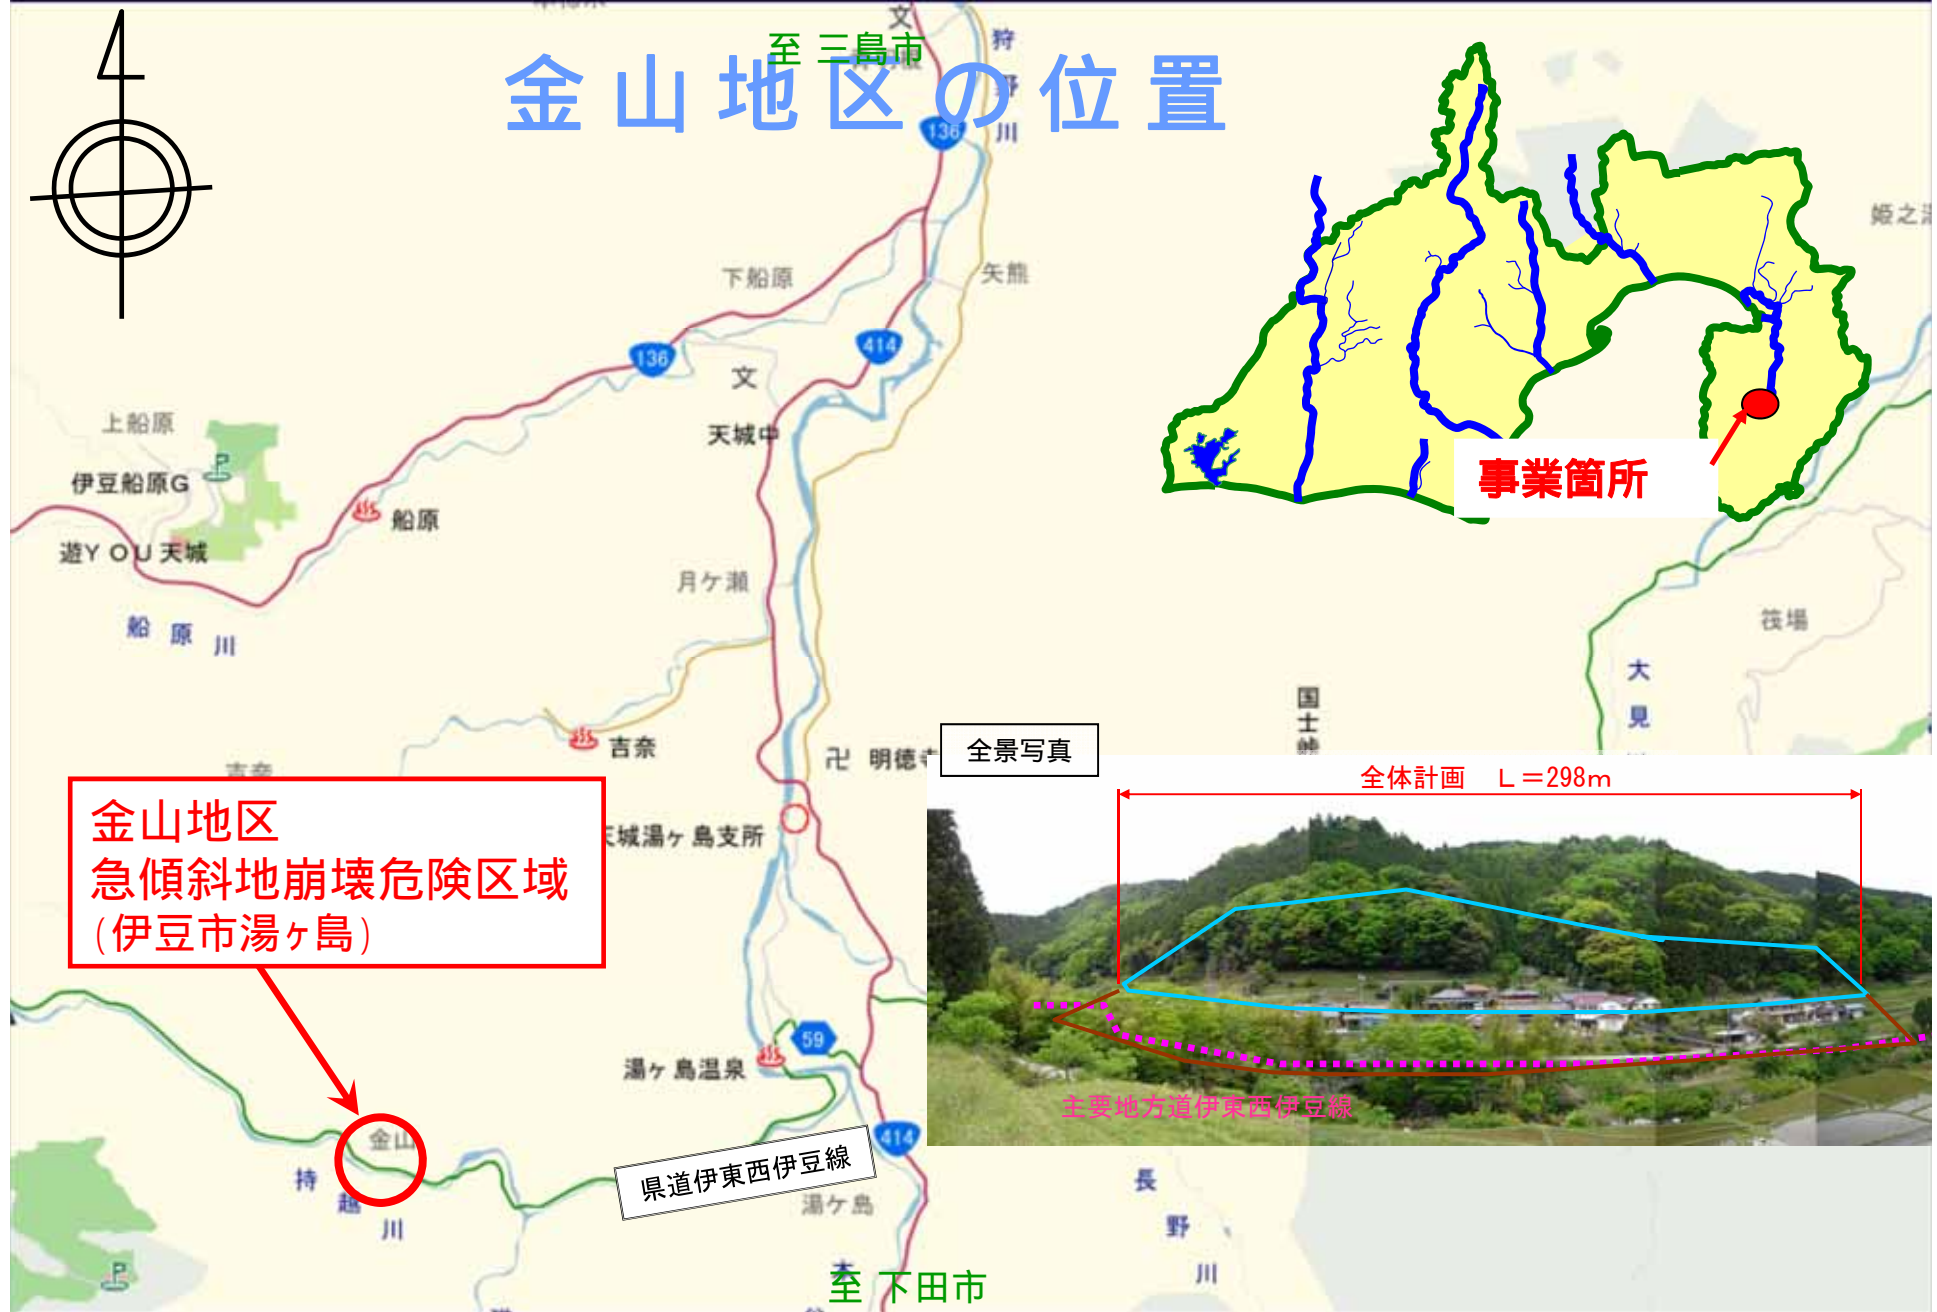 至 三島市
金山地区の位置
狩野川
136
姫之湯
下船原
矢熊
136
414
文
文
天城中
上船原
伊豆船原G
船原
遊YOU天城
月ケ瀬
船原川
事業箇所
筏場
大見
国士峠
吉奈
吉奈
卍 明徳寺
全景写真
全体計画 L=298m
金山地区
急傾斜地崩壊危険区域
(伊豆市湯ヶ島)
天城湯ヶ島支所
59
湯ヶ島温泉
主要地方道伊東西伊豆線
金山
414
県道伊東西伊豆線
持越川
湯ケ島
長野川
至 下田市